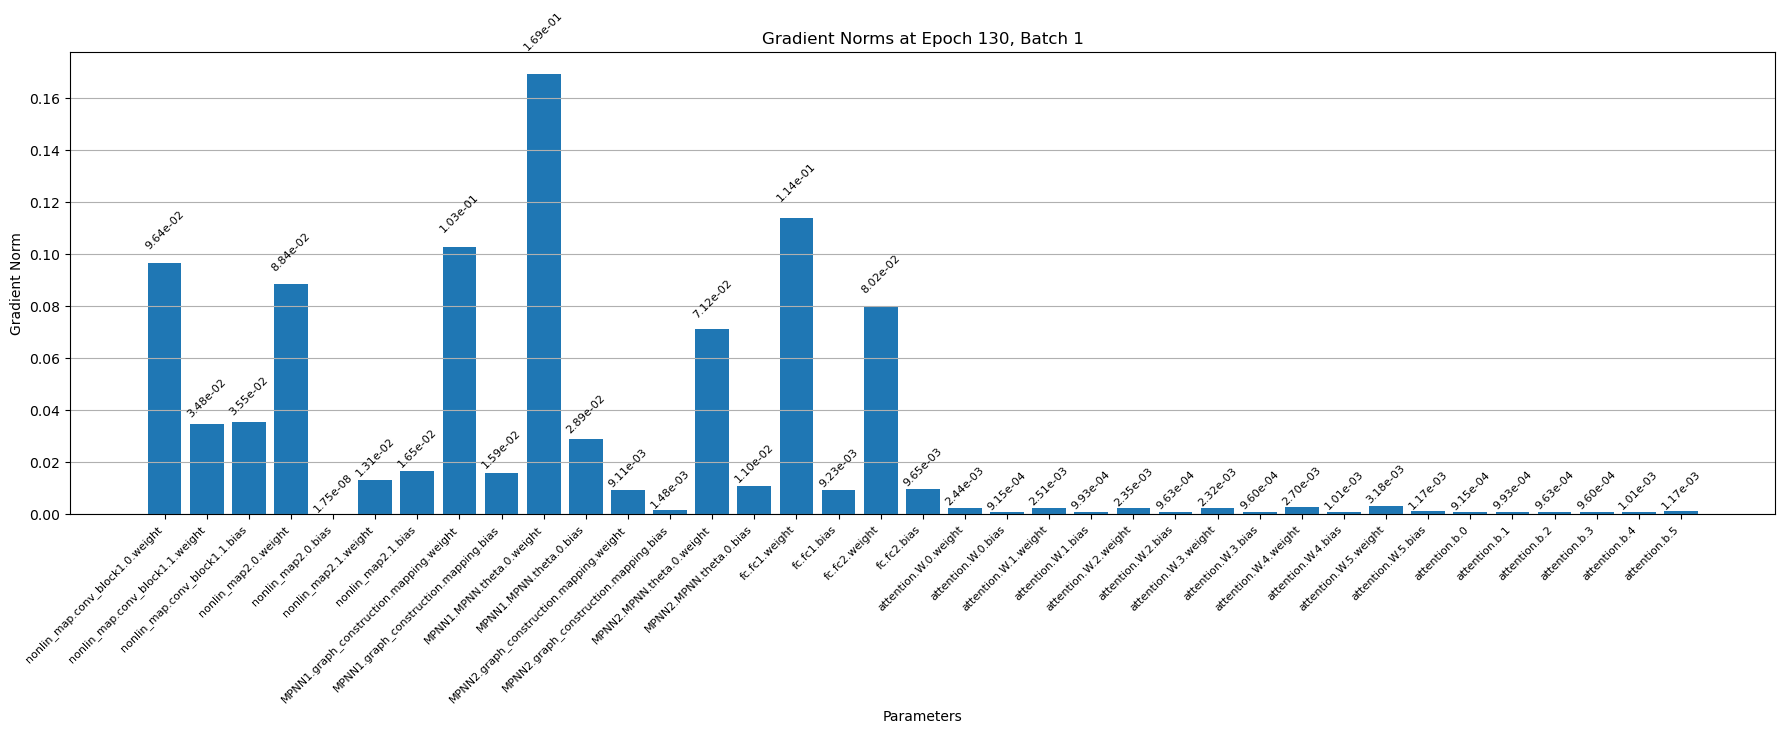 Gradient Norms at Epoch 130, Batch 1
Gradient Norm
0.16
0.14
0.12
0.10
0.08
0.06
0.04
0.02
0.00
9.64e-02
3.48e-02
3.55e-02
8.84e-02
1.75e-08
1.31e-02
1.65e-02
1.03e-01
1.59e-02
1.69e-01
2.89e-02
9.11e-03
1.48e-03
7.12e-02
1.10e-02
1.14e-01
9.23e-03
8.02e-02
9.65e-03
2.44e-03
9.15e-04
2.51e-03
9.93e-04
2.35e-03
9.63e-04
2.32e-03
9.60e-04
2.70e-03
1.01e-03
3.18e-03
1.17e-03
9.15e-04
9.93e-04
9.63e-04
9.60e-04
1.01e-03
1.17e-03
nonlin_map.conv_block1.0.weight
nonlin_map.conv_block1.1.weight
nonlin_map.conv_block1.1.bias
nonlin_map2.0.weight
nonlin_map2.0.bias
nonlin_map2.1.weight
nonlin_map2.1.bias
MPNN1.graph_construction.mapping.weight
MPNN1.graph_construction.mapping.bias
MPNN1.MPNN.theta.0.weight
MPNN1.MPNN.theta.0.bias
MPNN2.graph_construction.mapping.weight
MPNN2.graph_construction.mapping.bias
MPNN2.MPNN.theta.0.weight
MPNN2.MPNN.theta.0.bias
fc.fc1.weight
fc.fc1.bias
fc.fc2.weight
fc.fc2.bias
attention.W.0.weight
attention.W.0.bias
attention.W.1.weight
attention.W.1.bias
attention.W.2.weight
attention.W.2.bias
attention.W.3.weight
attention.W.3.bias
attention.W.4.weight
attention.W.4.bias
attention.W.5.weight
attention.W.5.bias
attention.b.0
attention.b.1
attention.b.2
attention.b.3
attention.b.4
attention.b.5
Parameters